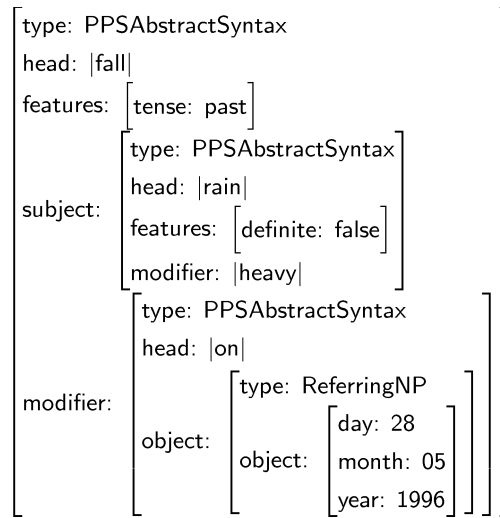 type: PPSAbstractSyntax
head: |fall|
features: [tense: past]
subject: [type: PPSAbstractSyntax
head: |rain|
features: [definite: false]
modifier: |heavy|]
modifier: [type: PPSAbstractSyntax
head: |on|
object: [type: ReferringNP
object: [day: 28
month: 05
year: 1996]]]